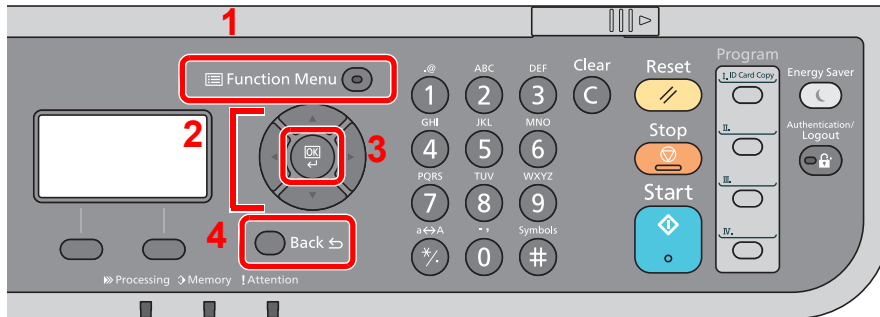 1
Function Menu
2
OK
3
4
Back
Processing
Memory
!Attention
.@
ABC
DEF
Clear
1
2
3
C
GHI
JKL
MNO
4
5
6
PQRS
TUV
WXYZ
7
8
9
a↔A
- ,
Symbols
*/.
0
#
Reset
Stop
Start
Program
I. ID Card Copy
II.
III.
IV.
Energy Saver
Authentication/
Logout